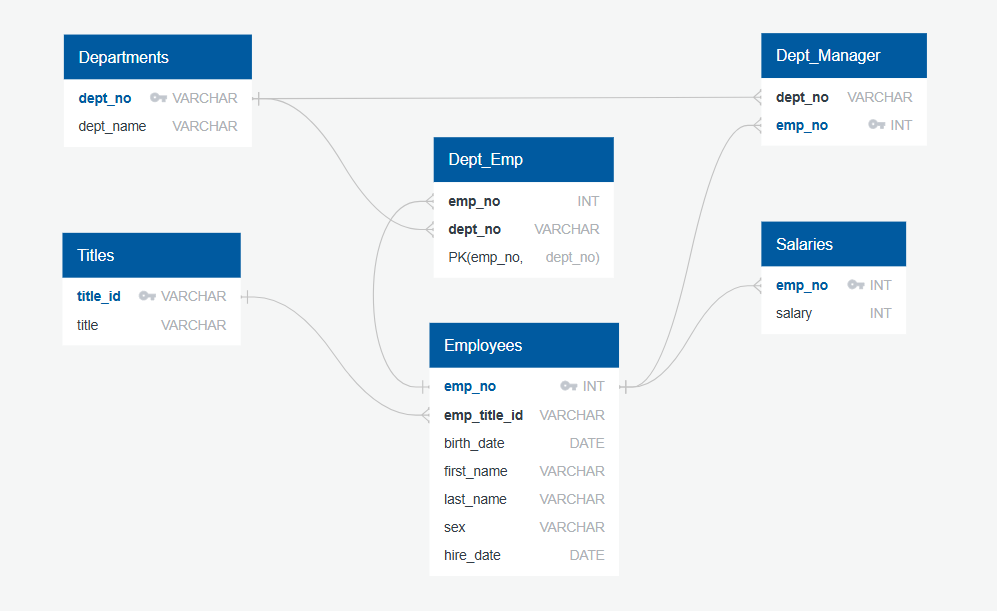 Departments
dept_no VARCHAR
dept_name VARCHAR
Dept_Manager
dept_no VARCHAR
emp_no INT
Dept_Emp
emp_no INT
dept_no VARCHAR
PK(emp_no, dept_no)
Titles
title_id VARCHAR
title VARCHAR
Salaries
emp_no INT
salary INT
Employees
emp_no INT
emp_title_id VARCHAR
birth_date DATE
first_name VARCHAR
last_name VARCHAR
sex VARCHAR
hire_date DATE